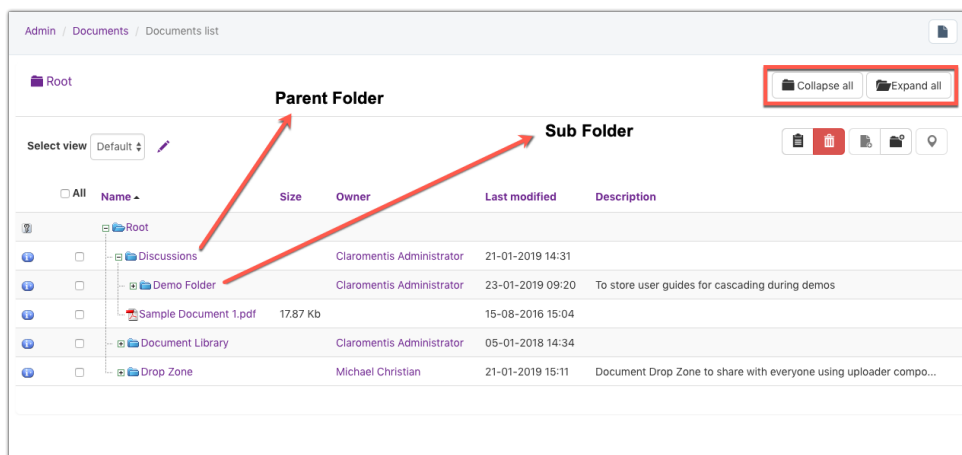 Admin / Documents / Documents list
Root
Collapse all Expand all
Parent Folder
Sub Folder
Select view Default
All Name Size Owner Last modified Description
Root
Discussions Claromentis Administrator 21-01-2019 14:31
Demo Folder Claromentis Administrator 23-01-2019 09:20 To store user guides for cascading during demos
Sample Document 1.pdf 17.87 Kb 15-08-2016 15:04
Document Library Claromentis Administrator 05-01-2018 14:34
Drop Zone Michael Christian 21-01-2019 15:11 Document Drop Zone to share with everyone using uploader compo...